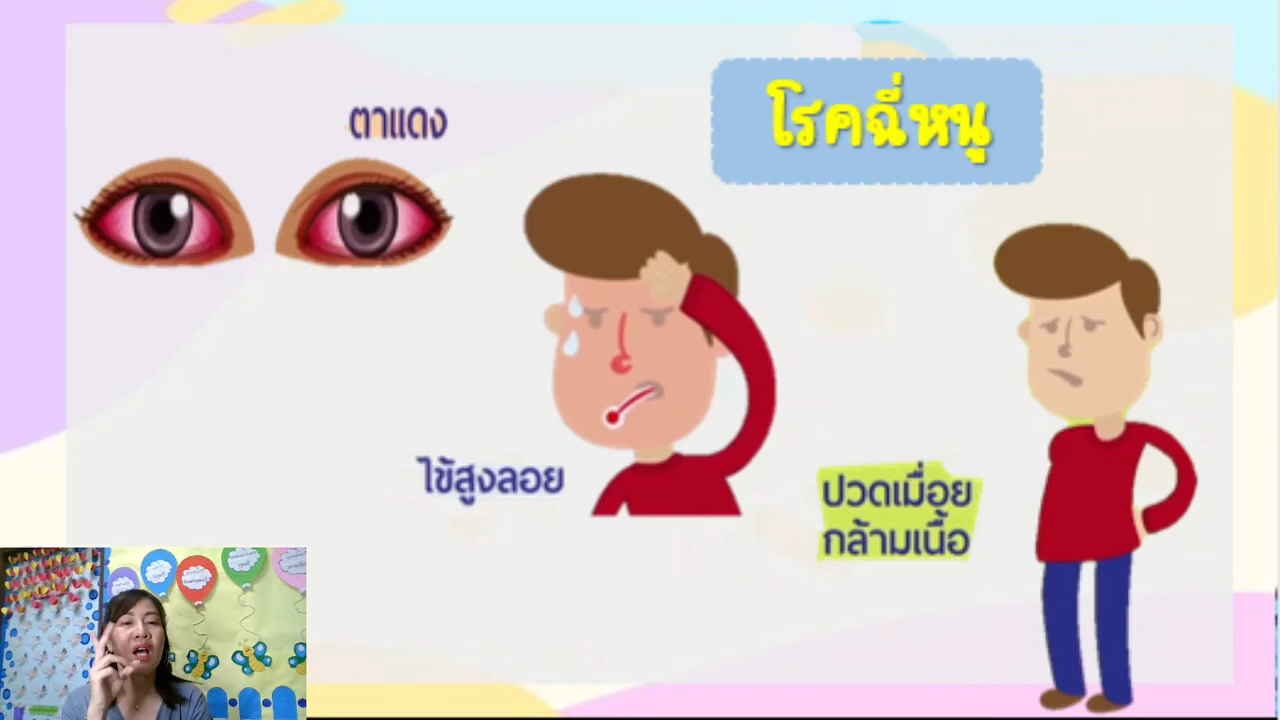 โรคฉี่หนู
ตาแดง
ไข้สูงลอย
ปวดเมื่อย
กล้ามเนื้อ